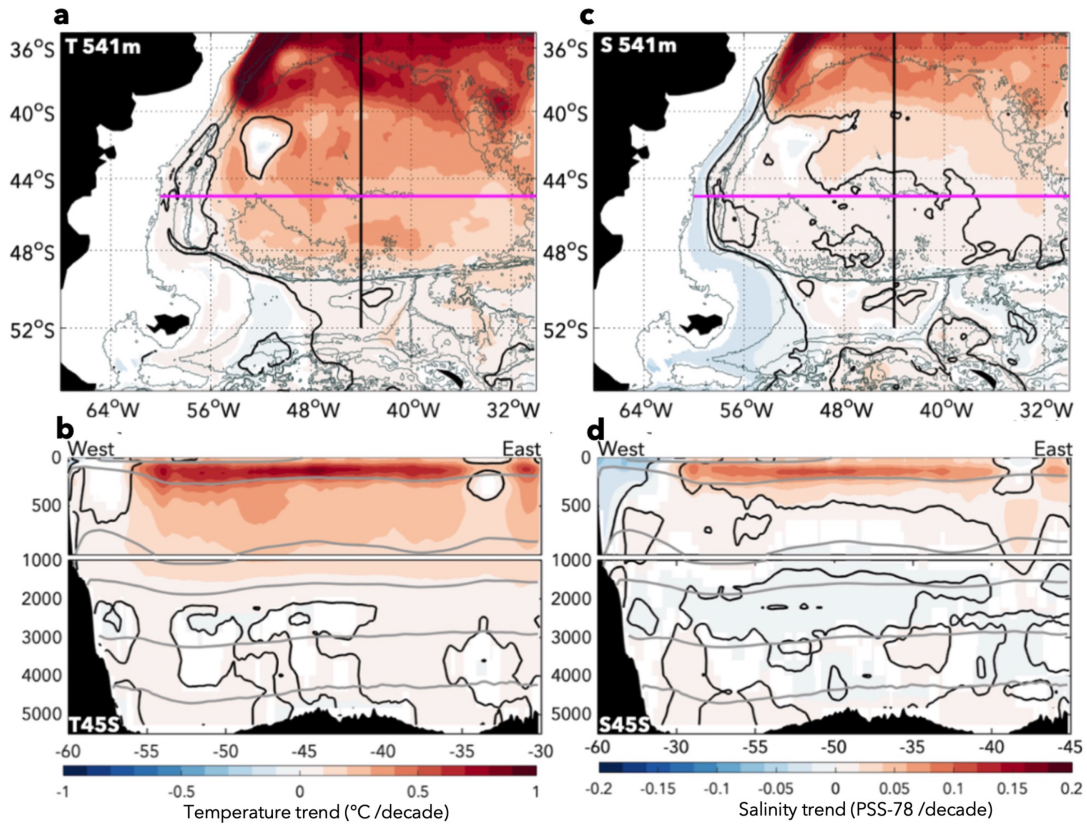 a
c
T 541m
S 541m
36°S
40°S
44°S
48°S
52°S
36°S
40°S
44°S
48°S
52°S
64°W 56°W 48°W 40°W 32°W
64°W 56°W 48°W 40°W 32°W
b
d
West East
West East
0
500
1000
1000
2000
3000
4000
5000
T45S
0
500
1000
1000
2000
3000
4000
5000
S45S
-60 -55 -50 -45 -40 -35 -30
-60 -30 -55 -50 -35 -40 -45
-1 -0.5 0 0.5 1
-0.2 -0.15 -0.1 -0.05 0 0.05 0.1 0.15 0.2
Temperature trend (°C /decade)
Salinity trend (PSS-78 /decade)